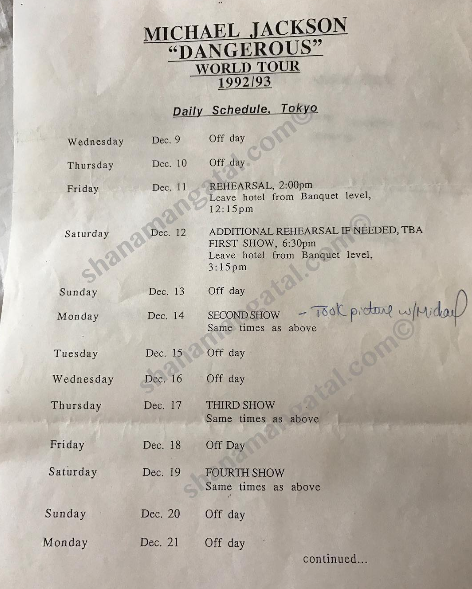 MICHAEL JACKSON
"DANGEROUS"
WORLD TOUR
1992/93
Daily Schedule, Tokyo
Wednesday Dec. 9 Off day
Thursday Dec. 10 Off day
Friday Dec. 11 REHEARSAL, 2:00pm
Leave hotel from Banquet level,
12:15pm
Saturday Dec. 12 ADDITIONAL REHEARSAL IF NEEDED, TBA
FIRST SHOW, 6:30pm
Leave hotel from Banquet level,
3:15pm
Sunday Dec. 13 Off day
Monday Dec. 14 SECOND SHOW - Took picture w/Michael
Same times as above
Tuesday Dec. 15 Off day
Wednesday Dec. 16 Off day
Thursday Dec. 17 THIRD SHOW
Same times as above
Friday Dec. 18 Off Day
Saturday Dec. 19 FOURTH SHOW
Same times as above
Sunday Dec. 20 Off day
Monday Dec. 21 Off day
continued...
shanamangatal.com©
shanamangatal.com©
shanamangatal.com©